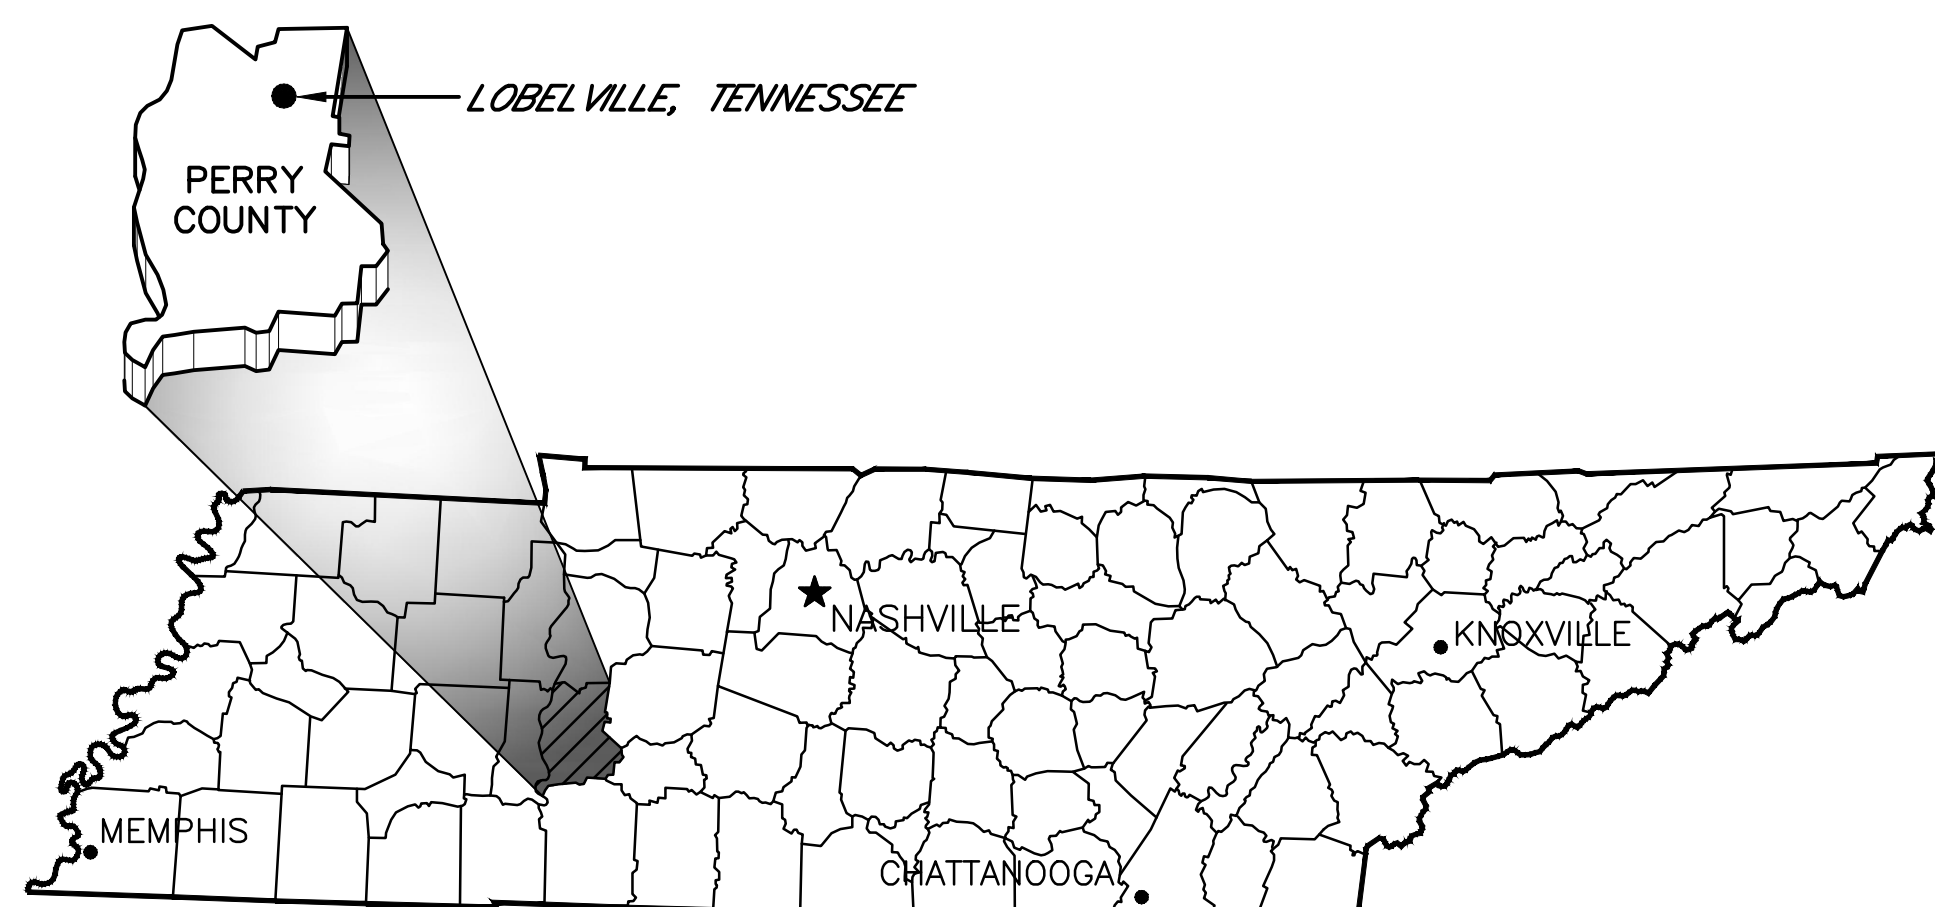 LOBELVILLE, TENNESSEE
PERRY
COUNTY
NASHVILLE
KNOXVILLE
MEMPHIS
CHATTANOOGA